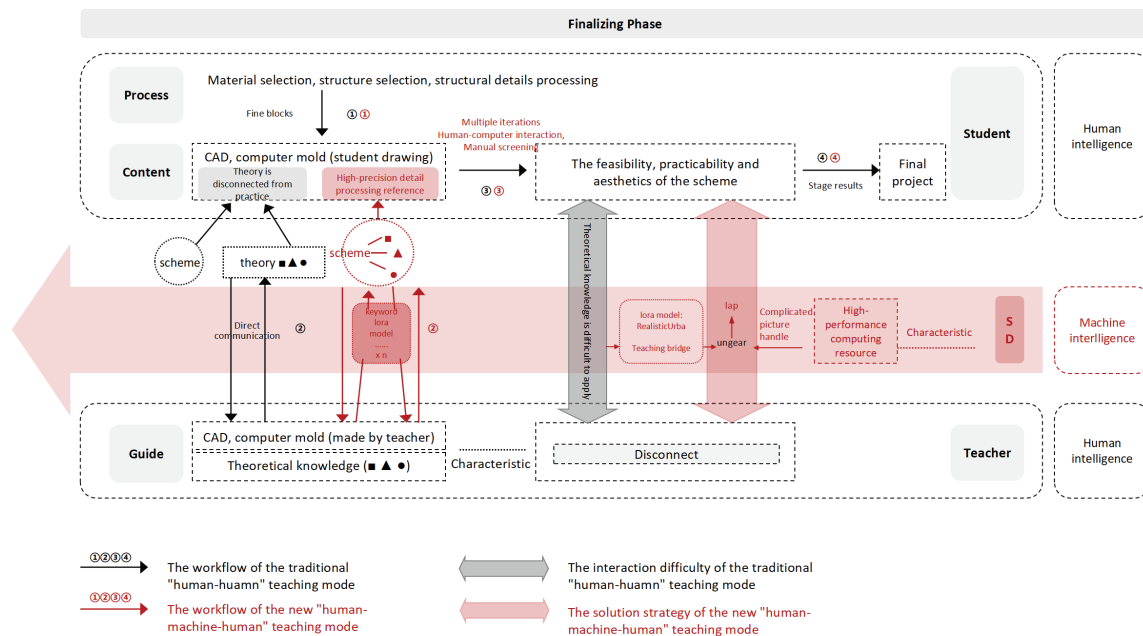 Finalizing Phase
Material selection, structure selection, structural details processing
Process
Fine blocks
① ①
Multiple iterations
Human-computer interaction,
Manual screening
Student
Human
intelligence
Content
CAD, computer mold (student drawing)
Theory is
disconnected from
practice
High-precision detail
processing reference
③ ③
The feasibility, practicability and
aesthetics of the scheme
④ ④
Stage results
Final
project
scheme
theory ■ ▲ ●
scheme
Theoretical knowledge is difficult to apply
Direct
communication
②
keyword
lora
model
......
x n
②
lora model:
RealisticUrba
Teaching bridge
lap
ungear
Complicated
picture
handle
High-
performance
computing
resource
Characteristic
S
D
Machine
interlligence
Guide
CAD, computer mold (made by teacher)
Theoretical knowledge (■ ▲ ●)
Characteristic
Disconnect
Teacher
Human
intelligence
①②③④
The workflow of the traditional
"human-huamn" teaching mode
The interaction difficulty of the traditional
"human-huamn" teaching mode
①②③④
The workflow of the new "human-
machine-human" teaching mode
The solution strategy of the new "human-
machine-human" teaching mode